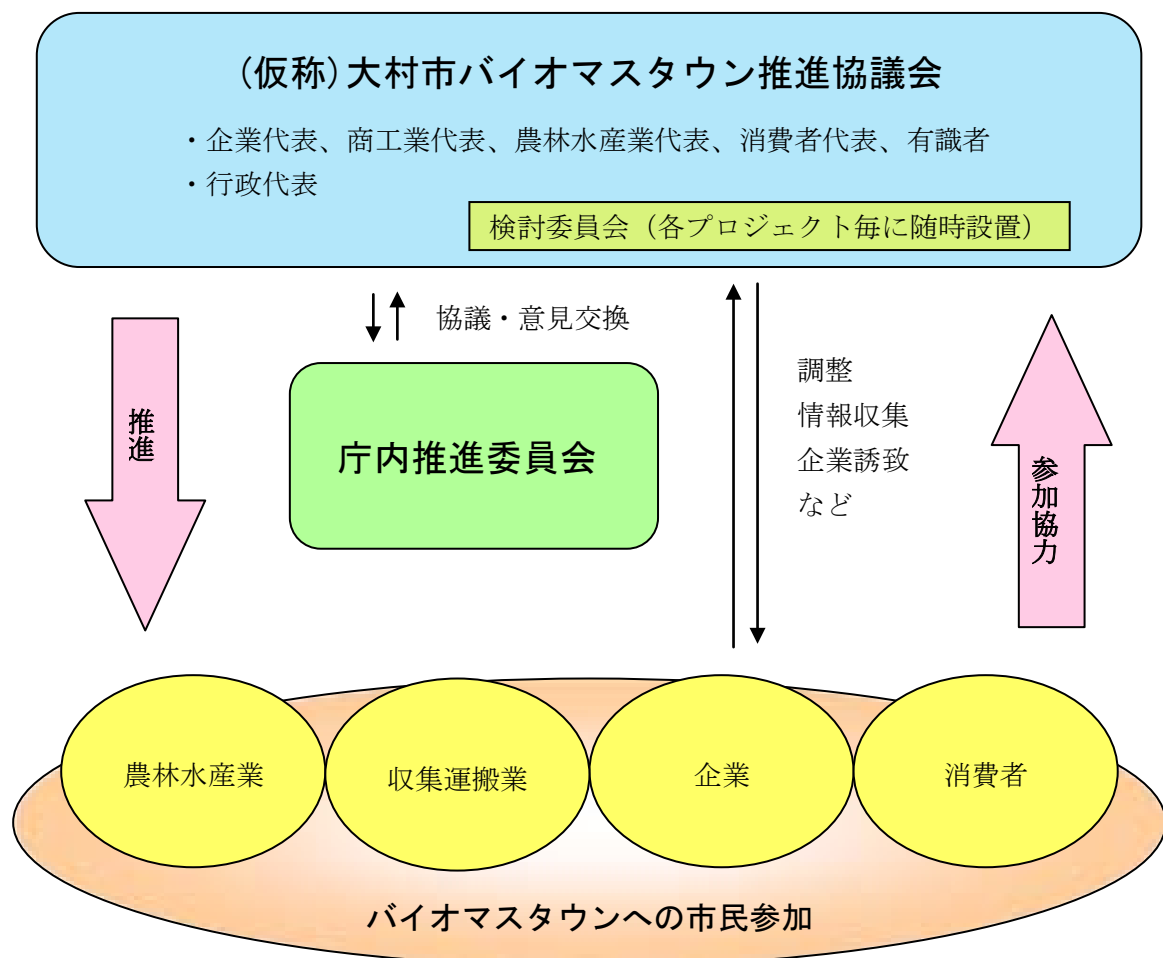 (仮称)大村市バイオマスタウン推進協議会
・企業代表、商工業代表、農林水産業代表、消費者代表、有識者
・行政代表
検討委員会（各プロジェクト毎に随時設置）
協議・意見交換
推進
庁内推進委員会
調整
情報収集
企業誘致
など
参加協力
農林水産業
収集運搬業
企業
消費者
バイオマスタウンへの市民参加